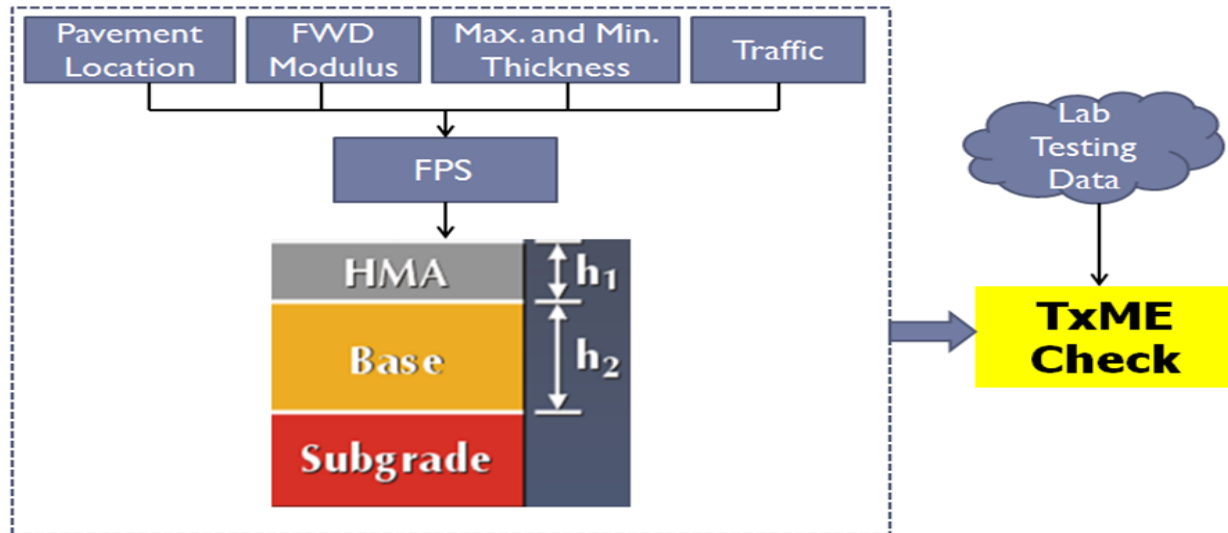 Pavement
Location
FWD
Modulus
Max. and Min.
Thickness
Traffic
FPS
HMA
h₁
Base
h₂
Subgrade
Lab
Testing
Data
TxME
Check